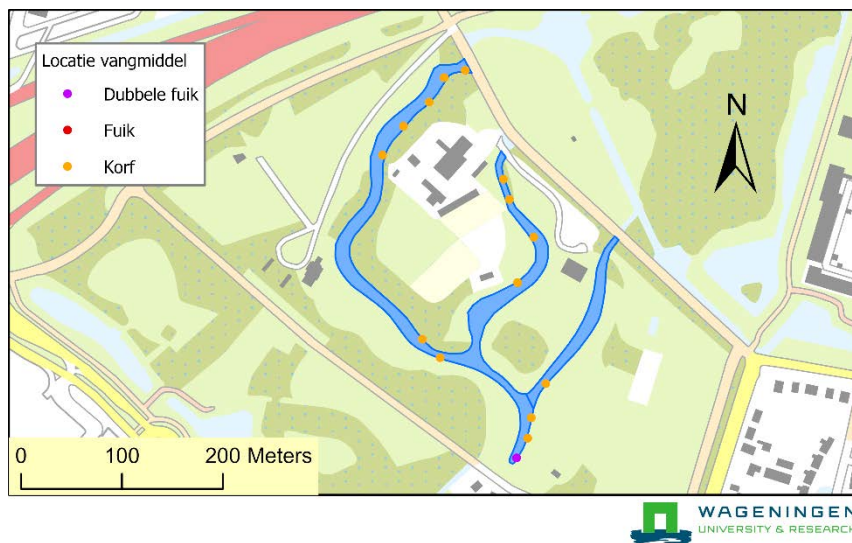 Locatie vangmiddel
Dubbele fuik
Fuik
Korf
N
0 100 200 Meters
WAGENINGEN
UNIVERSITY & RESEARCH